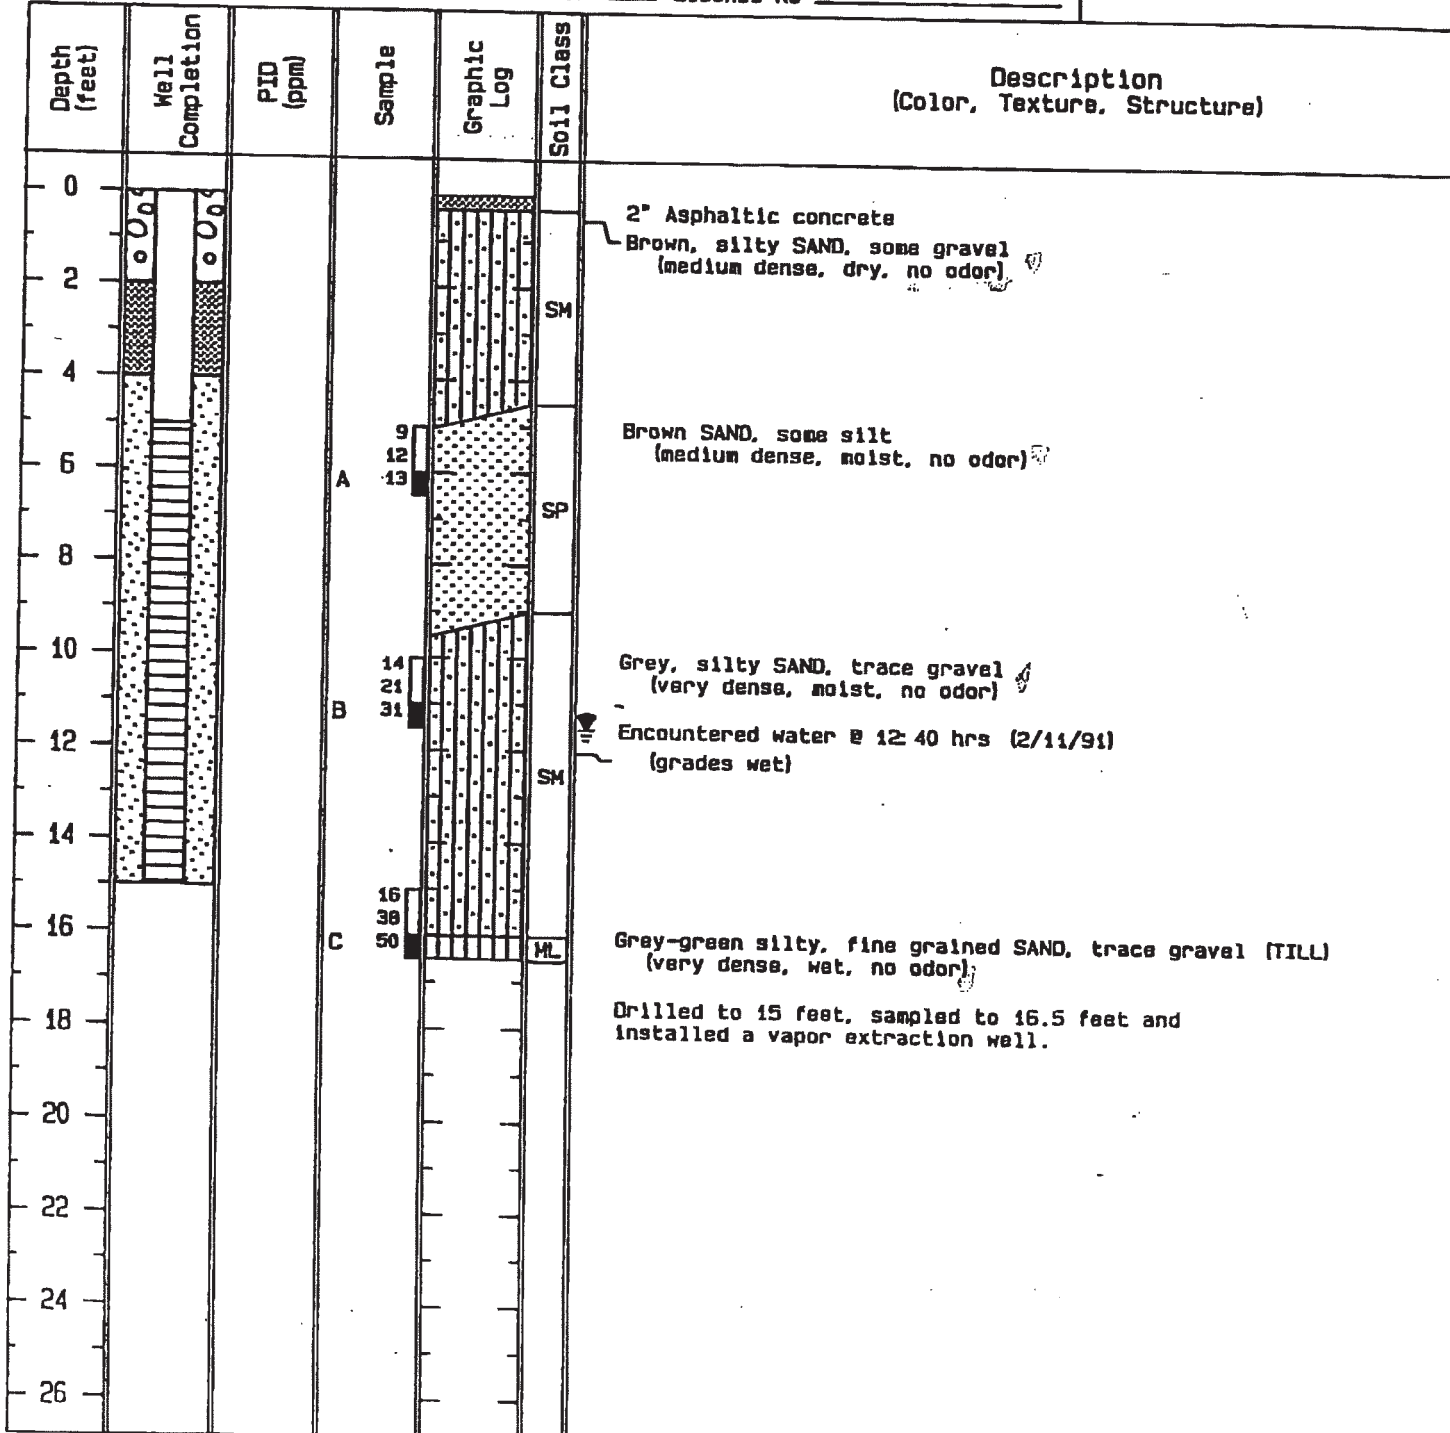 Depth
(feet)
Well
Completion
PID
(ppm)
Sample
Graphic
Log
Soil Class
Description
(Color, Texture, Structure)
0
2
4
6
8
10
12
14
16
18
20
22
24
26
A
9
12
13
B
14
21
31
C
16
38
50
SM
SP
SM
ML
2" Asphaltic concrete
Brown, silty SAND, some gravel
(medium dense, dry, no odor)
Brown SAND, some silt
(medium dense, moist, no odor)
Grey, silty SAND, trace gravel
(very dense, moist, no odor)
Encountered water @ 12:40 hrs (2/11/91)
(grades wet)
Grey-green silty, fine grained SAND, trace gravel (TILL)
(very dense, wet, no odor)
Drilled to 15 feet, sampled to 16.5 feet and
installed a vapor extraction well.